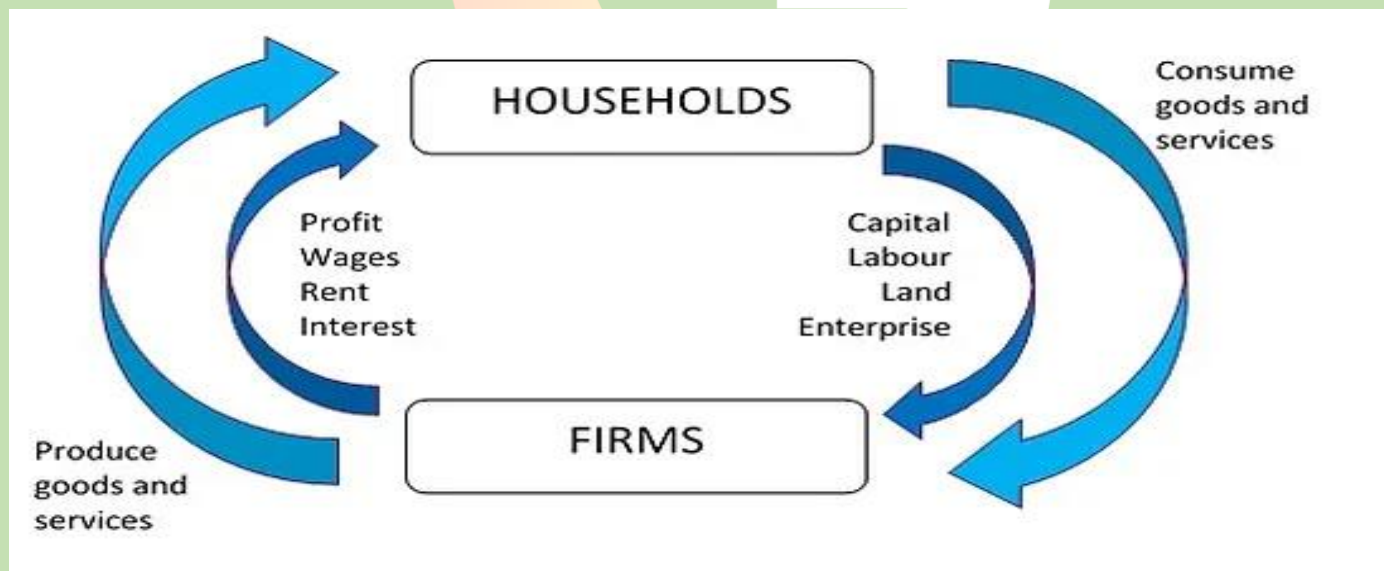 HOUSEHOLDS
Consume
goods and
services
Profit
Wages
Rent
Interest
Capital
Labour
Land
Enterprise
FIRMS
Produce
goods and
services